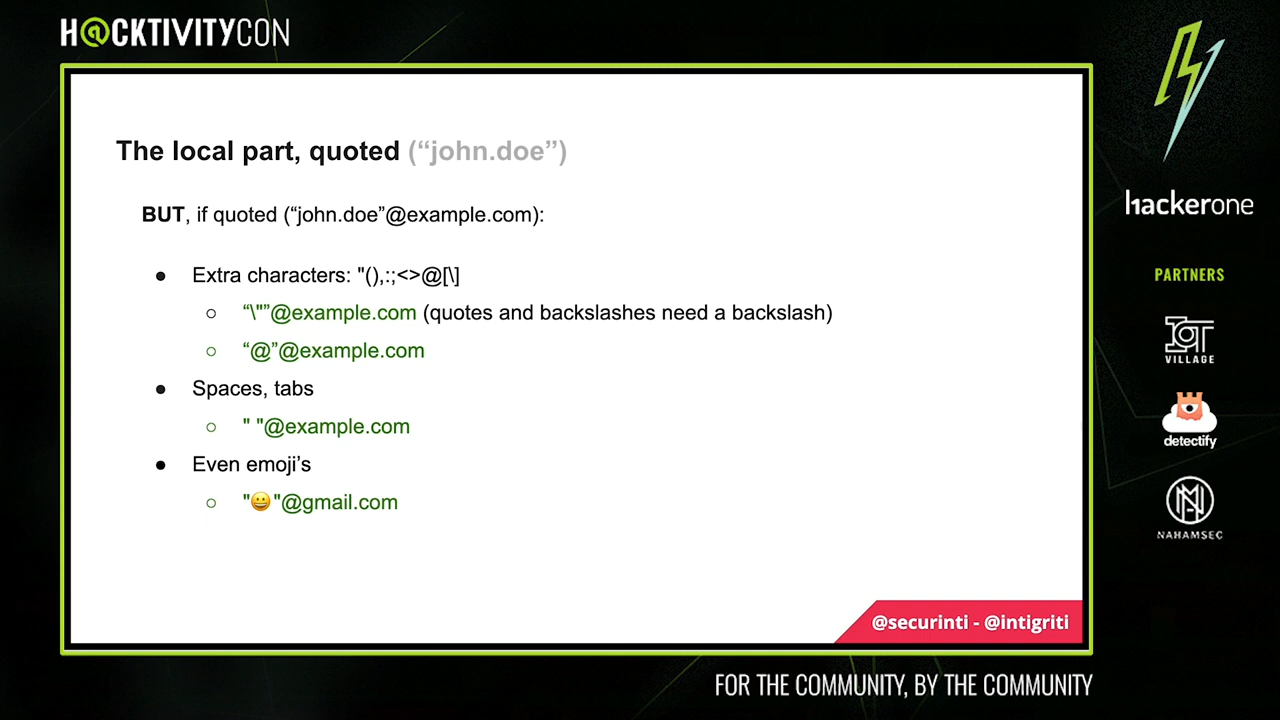 H@CKTIVITYCON
The local part, quoted (“john.doe”)
BUT, if quoted (“john.doe”@example.com):
● Extra characters: "(),:;<>@[\]
○ “\"”@example.com (quotes and backslashes need a backslash)
○ “@”@example.com
● Spaces, tabs
○ " "@example.com
● Even emoji’s
○ "😀"@gmail.com
@securinti - @intigriti
FOR THE COMMUNITY, BY THE COMMUNITY
hackerone
PARTNERS
IOT
VILLAGE
detectify
NAHAMSEC